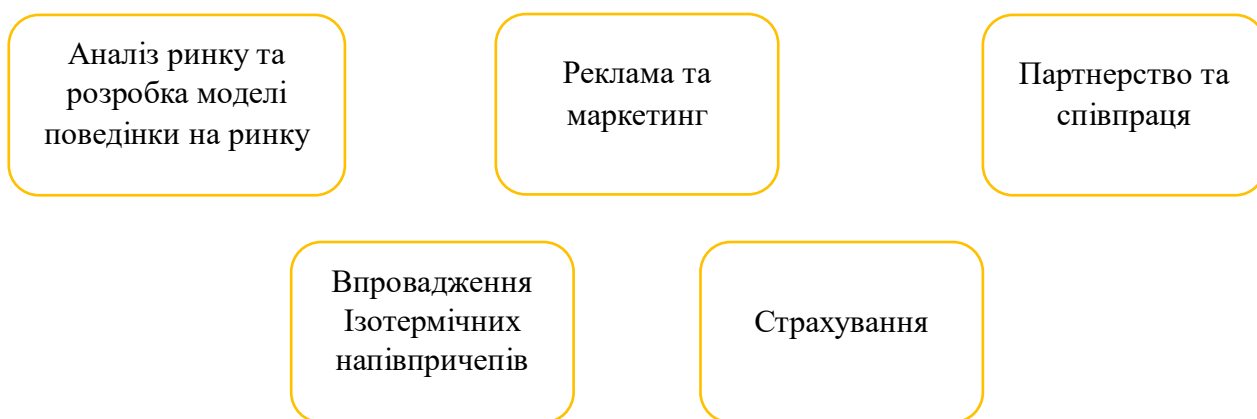 Аналіз ринку та
розробка моделі
поведінки на ринку
Реклама та
маркетинг
Партнерство та
співпраця
Впровадження
Ізотермічних
напівпричепів
Страхування